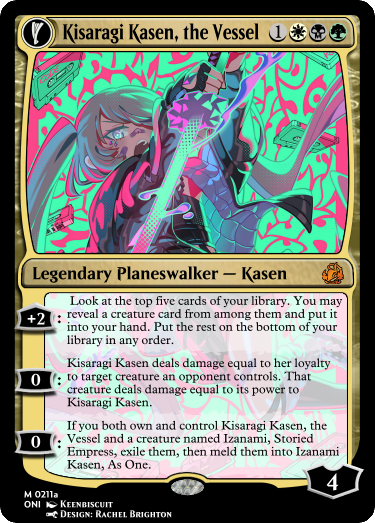 Kisaragi Kasen, the Vessel 1
Legendary Planeswalker — Kasen
+2: Look at the top five cards of your library. You may
reveal a creature card from among them and put it
into your hand. Put the rest on the bottom of your
library in any order.
0: Kisaragi Kasen deals damage equal to her loyalty
to target creature an opponent controls. That
creature deals damage equal to its power to
Kisaragi Kasen.
0: If you both own and control Kisaragi Kasen, the
Vessel and a creature named Izanami, Storied
Empress, exile them, then meld them into Izanami
Kasen, As One.
4
M 0211a
ONI Keenbiscuit
Design: Rachel Brighton